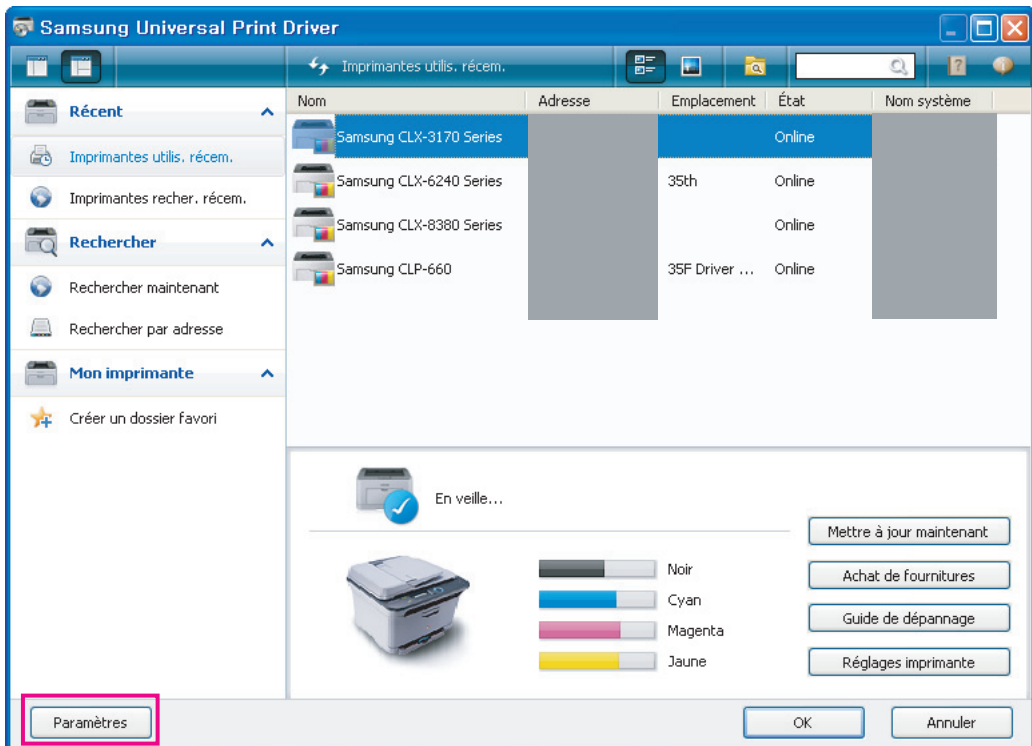 Samsung Universal Print Driver
Imprimantes utilis. récem.
Récent
Imprimantes utilis. récem.
Imprimantes recher. récem.
Rechercher
Rechercher maintenant
Rechercher par adresse
Mon imprimante
Créer un dossier favori
Nom Adresse Emplacement État Nom système
Samsung CLX-3170 Series Online
Samsung CLX-6240 Series 35th Online
Samsung CLX-8380 Series Online
Samsung CLP-660 35F Driver ... Online
En veille...
Noir
Cyan
Magenta
Jaune
Mettre à jour maintenant
Achat de fournitures
Guide de dépannage
Réglages imprimante
Paramètres
OK
Annuler